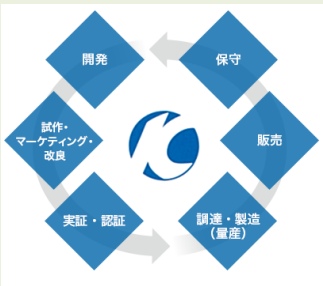 開発
保守
試作・
マーケティング・
改良
販売
実証・認証
調達・製造
(量産)